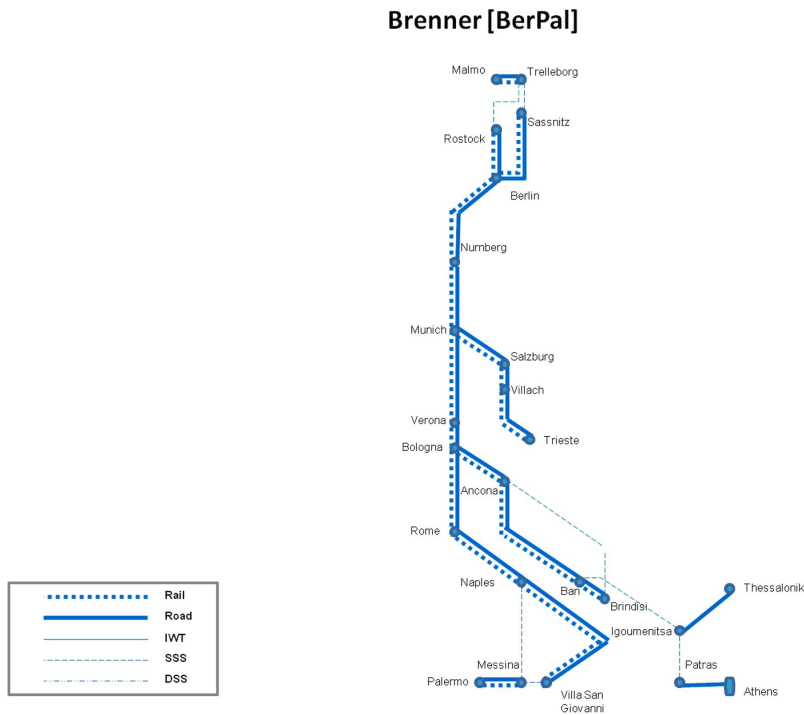 Brenner [BerPal]
Malmo
Trelleborg
Sassnitz
Rostock
Berlin
Nurnberg
Munich
Salzburg
Villach
Verona
Trieste
Bologna
Ancona
Rome
Naples
Bari
Brindisi
Thessalonik
Igoumenitsa
Messina
Patras
Palermo
Villa San
Giovanni
Athens
Rail
Road
IWT
SSS
DSS